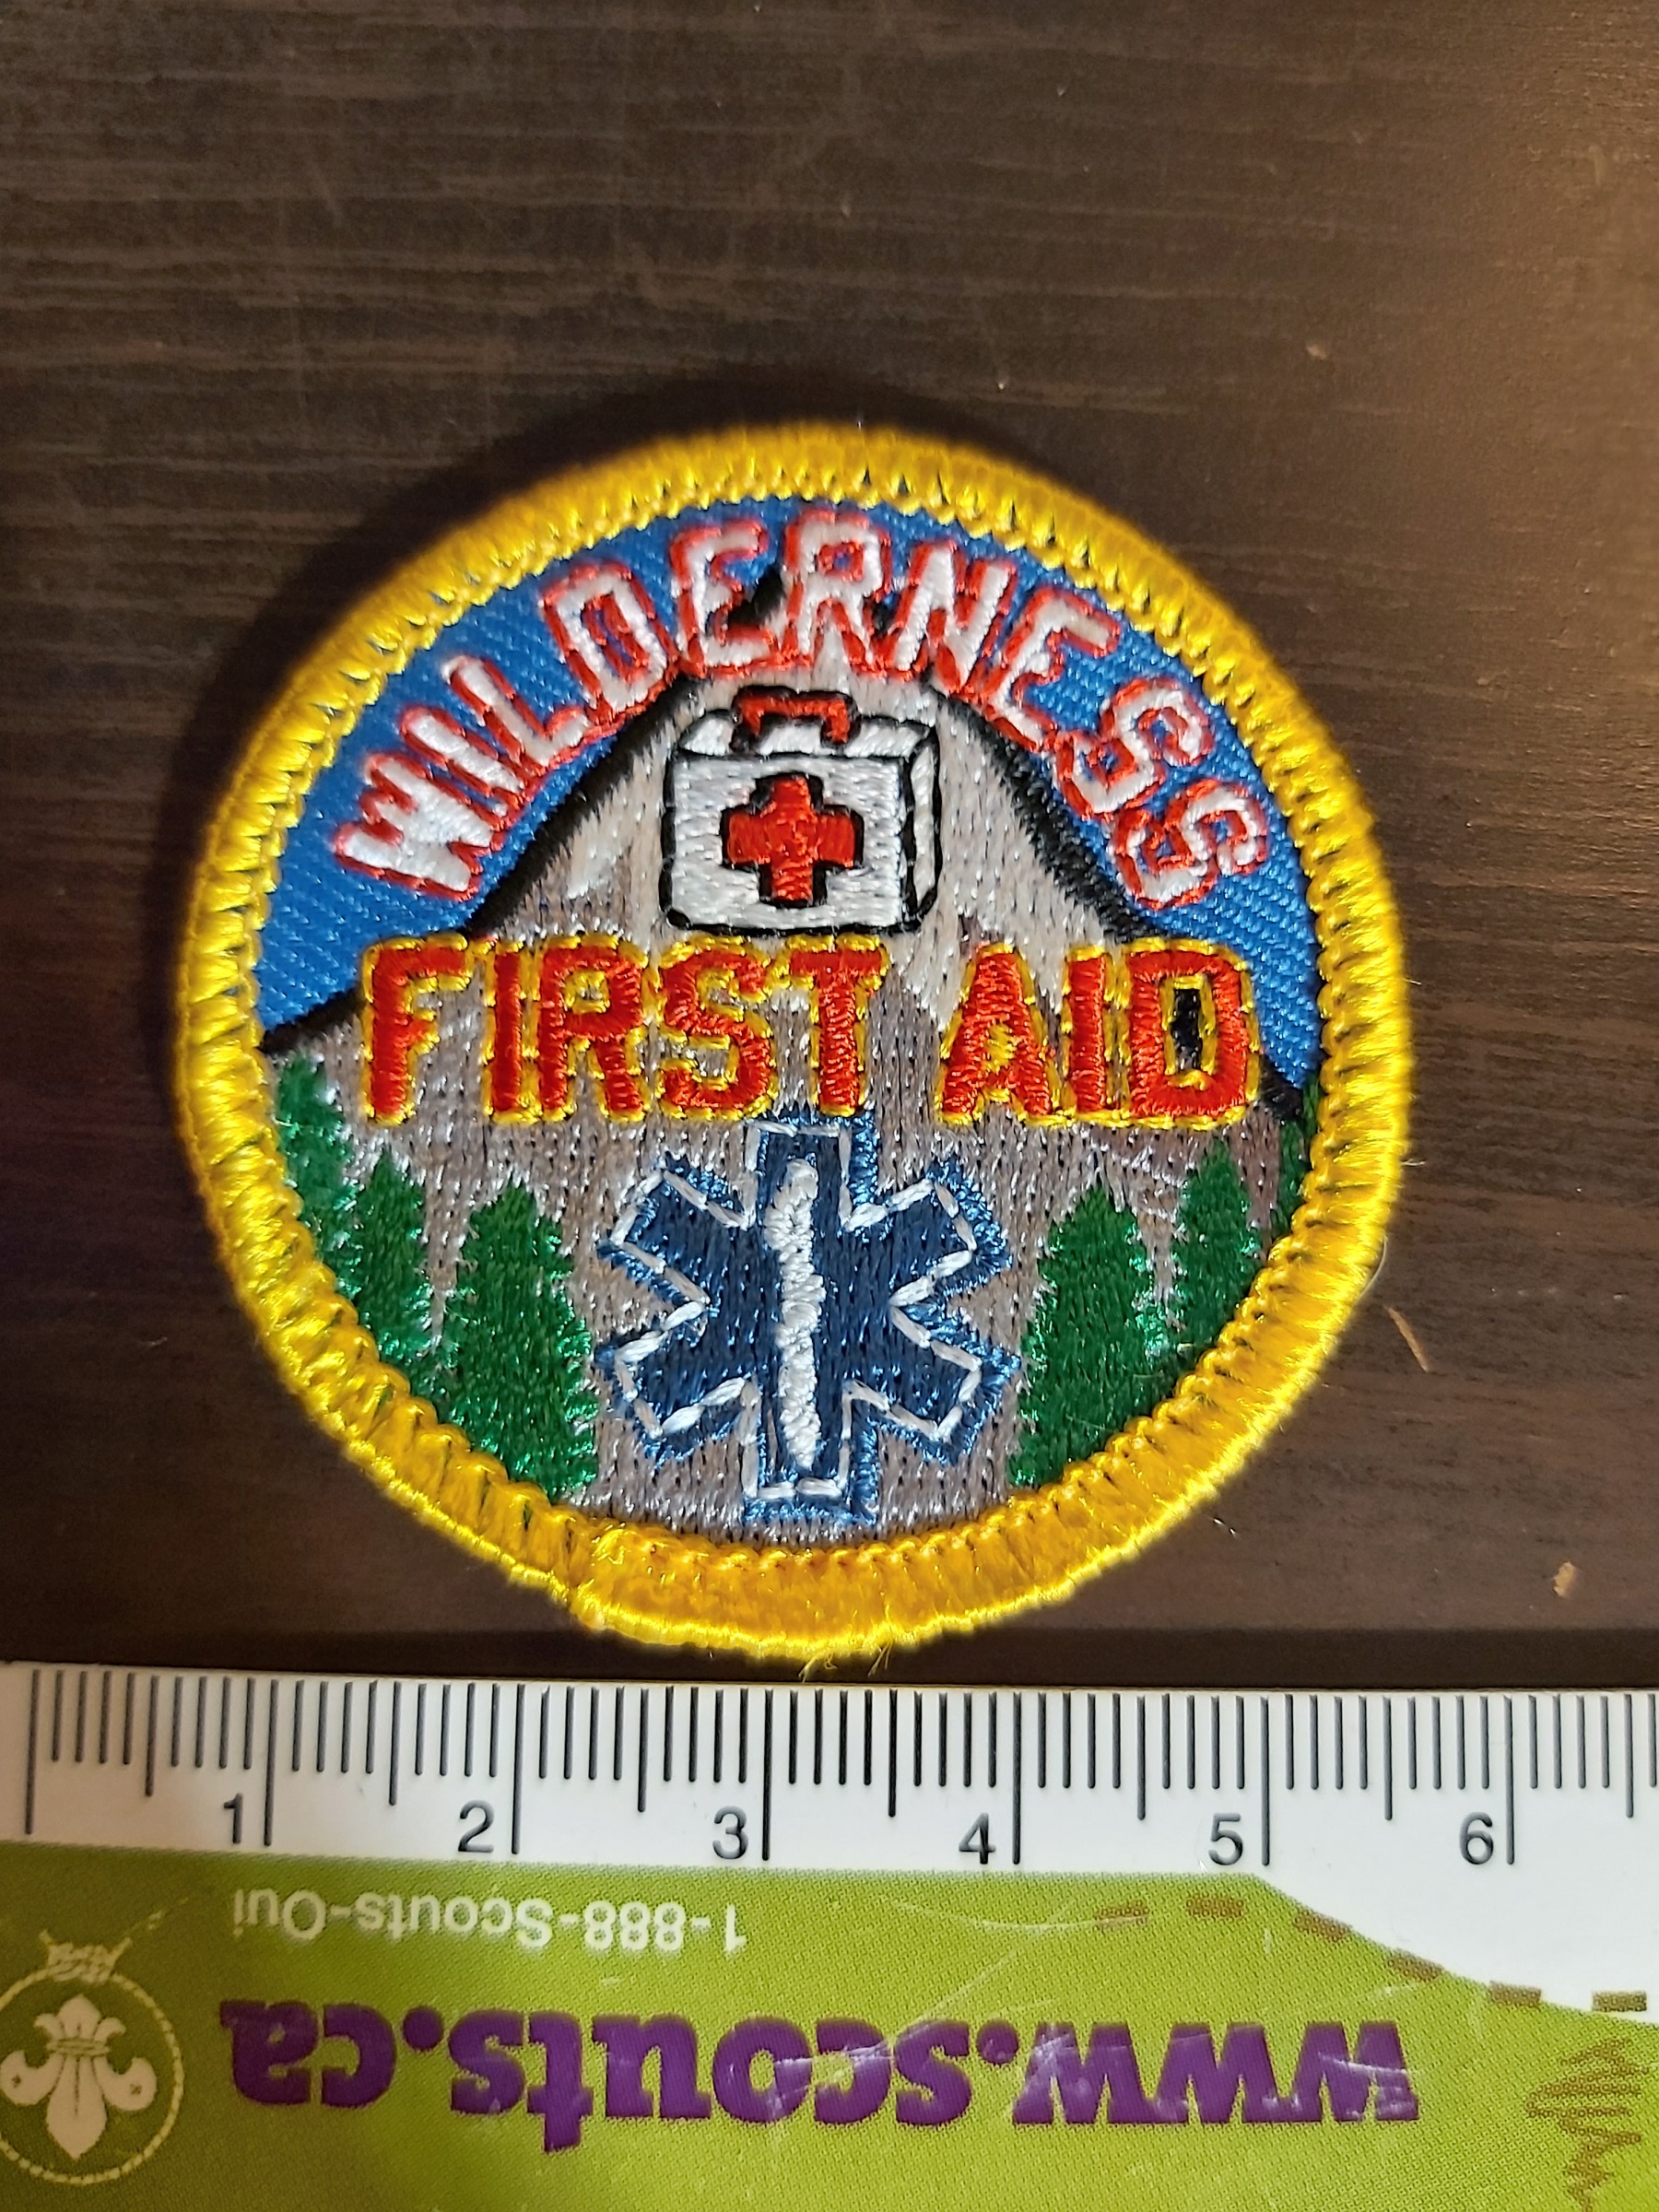 WILDERNESS
FIRST AID
1 2 3 4 5 6
1-888-Scouts-Oui
www.scouts.ca